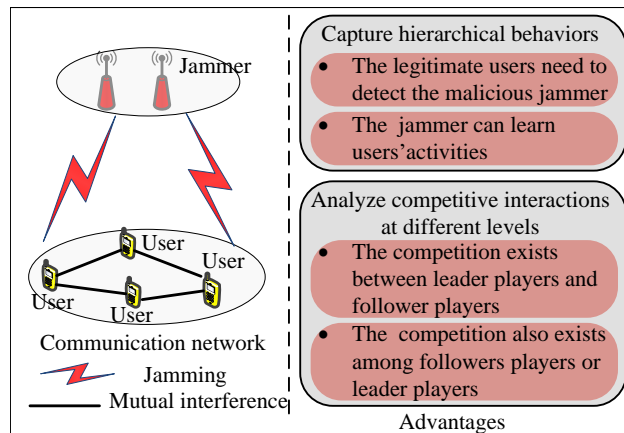 Jammer
User
User
User
User
Communication network
Jamming
Mutual interference
Capture hierarchical behaviors
• The legitimate users need to
detect the malicious jammer
• The jammer can learn
users'activities
Analyze competitive interactions
at different levels
• The competition exists
between leader players and
follower players
• The competition also exists
among followers players or
leader players
Advantages